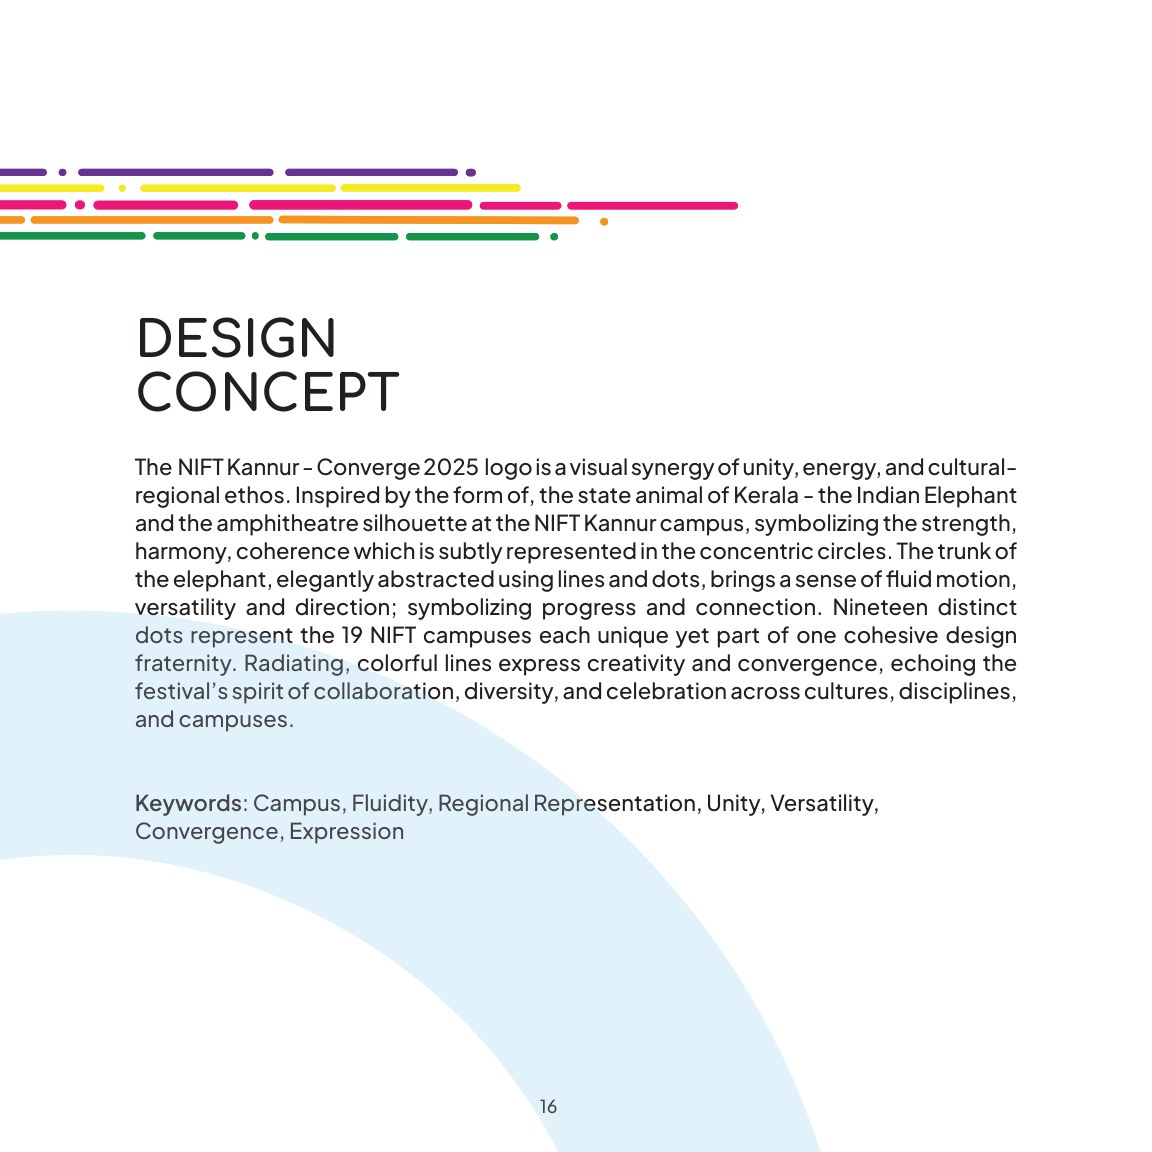 DESIGN
CONCEPT
The NIFT Kannur - Converge 2025 logo is a visual synergy of unity, energy, and cultural-
regional ethos. Inspired by the form of, the state animal of Kerala - the Indian Elephant
and the amphitheatre silhouette at the NIFT Kannur campus, symbolizing the strength,
harmony, coherence which is subtly represented in the concentric circles. The trunk of
the elephant, elegantly abstracted using lines and dots, brings a sense of fluid motion,
versatility and direction; symbolizing progress and connection. Nineteen distinct
dots represent the 19 NIFT campuses each unique yet part of one cohesive design
fraternity. Radiating, colorful lines express creativity and convergence, echoing the
festival's spirit of collaboration, diversity, and celebration across cultures, disciplines,
and campuses.
Keywords: Campus, Fluidity, Regional Representation, Unity, Versatility,
Convergence, Expression
16